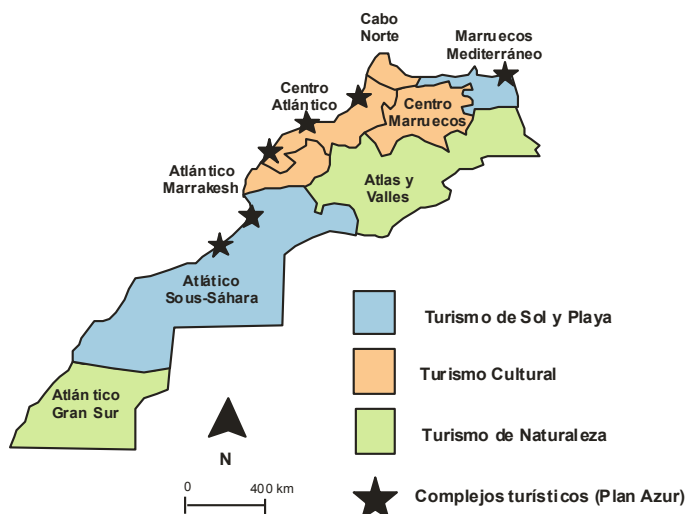 Cabo
Norte
Marruecos
Mediterráneo
Centro
Atlántico
Centro
Marruecos
Atlántico
Marrakesh
Atlas y
Valles
Atlático
Sous-Sáhara
Atlántico
Gran Sur
Turismo de Sol y Playa
Turismo Cultural
Turismo de Naturaleza
Complejos turísticos (Plan Azur)
N
0 400 km